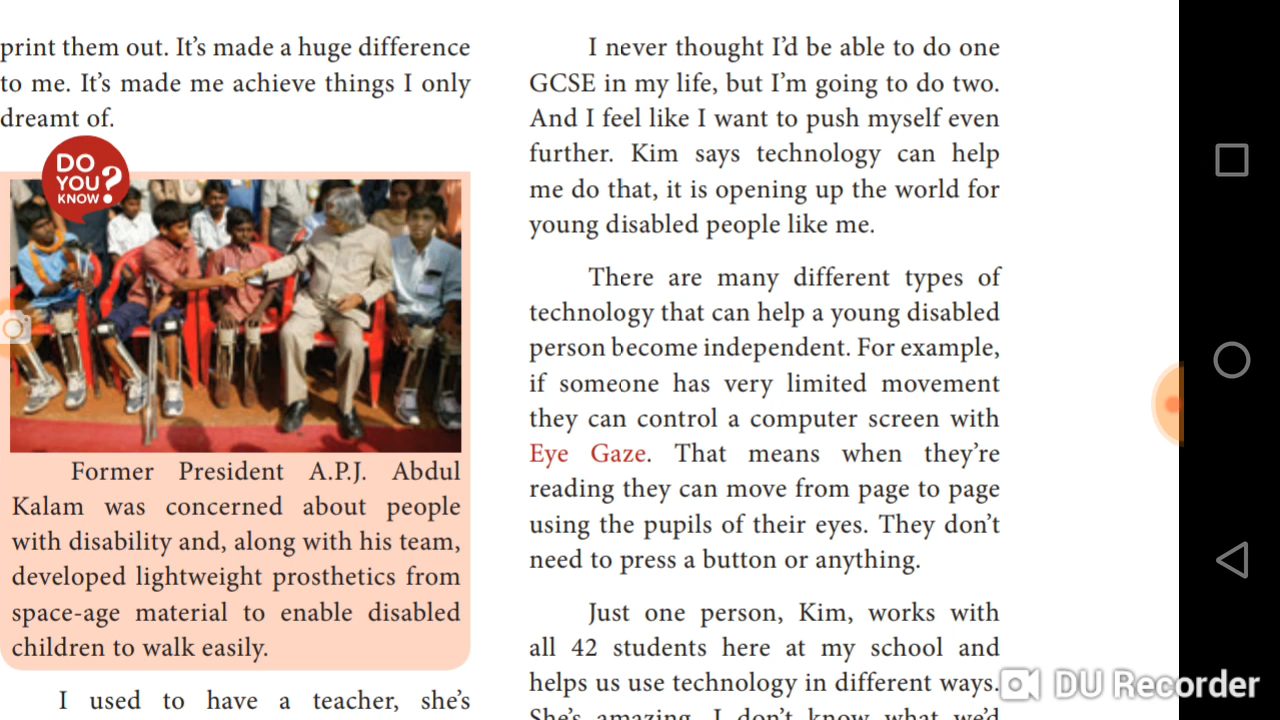 print them out. It’s made a huge difference
to me. It’s made me achieve things I only
dreamt of.
DO
YOU
KNOW
?
Former President A.P.J. Abdul
Kalam was concerned about people
with disability and, along with his team,
developed lightweight prosthetics from
space-age material to enable disabled
children to walk easily.
I used to have a teacher, she’s
I never thought I’d be able to do one
GCSE in my life, but I’m going to do two.
And I feel like I want to push myself even
further. Kim says technology can help
me do that, it is opening up the world for
young disabled people like me.
There are many different types of
technology that can help a young disabled
person become independent. For example,
if someone has very limited movement
they can control a computer screen with
Eye Gaze. That means when they’re
reading they can move from page to page
using the pupils of their eyes. They don’t
need to press a button or anything.
Just one person, Kim, works with
all 42 students here at my school and
helps us use technology in different ways.
She’s amazing. I don’t know what we’d
DU Recorder